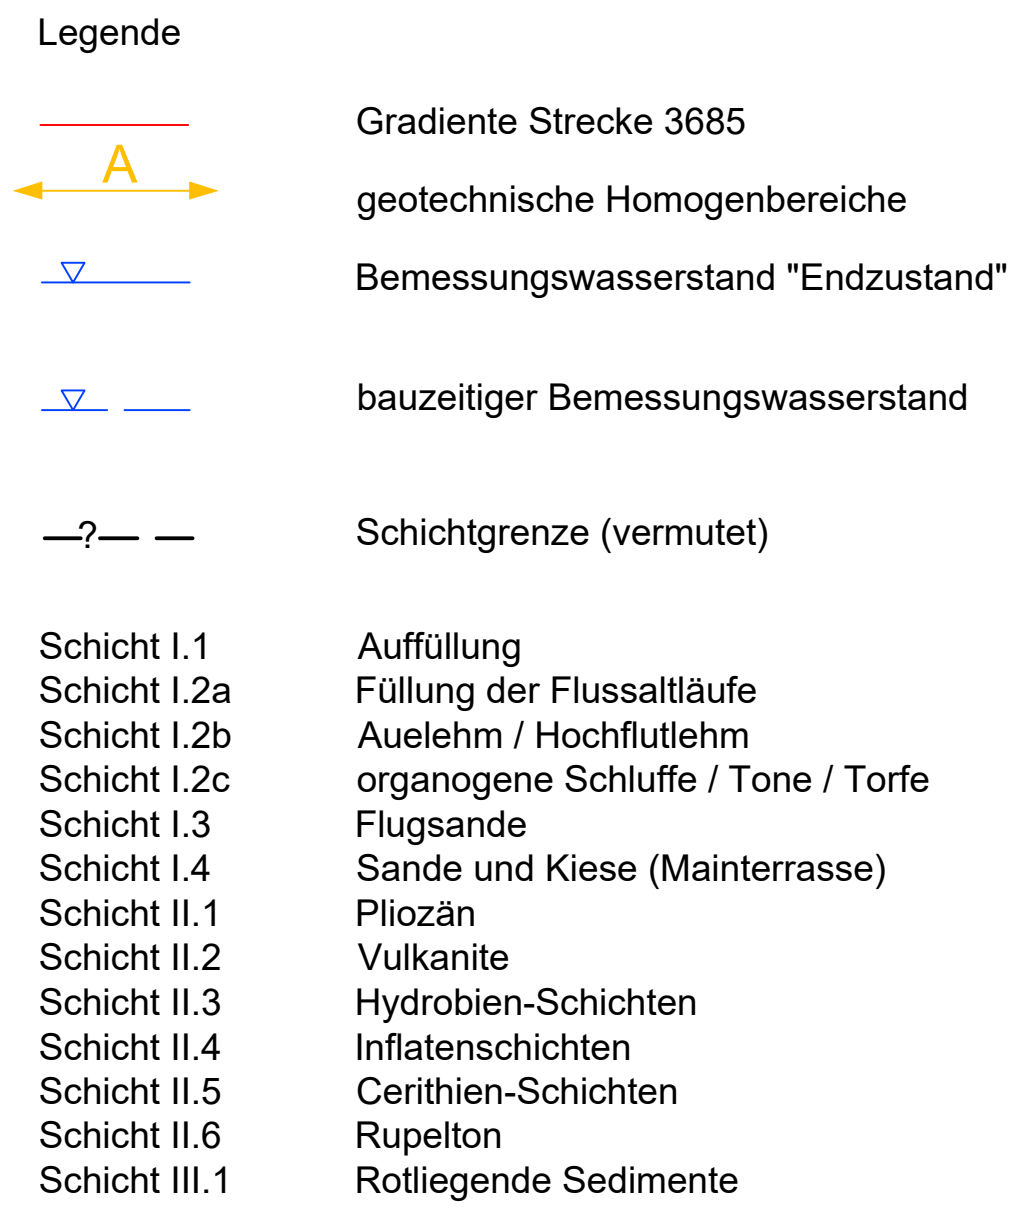 Legende
Gradiente Strecke 3685
A
geotechnische Homogenbereiche
Bemessungswasserstand "Endzustand"
bauzeitiger Bemessungswasserstand
? Schichtgrenze (vermutet)
Schicht I.1 Auffüllung
Schicht I.2a Füllung der Flussaltläufe
Schicht I.2b Auelehm / Hochflutlehm
Schicht I.2c organogene Schluffe / Tone / Torfe
Schicht I.3 Flugsande
Schicht I.4 Sande und Kiese (Mainterrasse)
Schicht II.1 Pliozän
Schicht II.2 Vulkanite
Schicht II.3 Hydrobien-Schichten
Schicht II.4 Inflatenschichten
Schicht II.5 Cerithien-Schichten
Schicht II.6 Rupelton
Schicht III.1 Rotliegende Sedimente